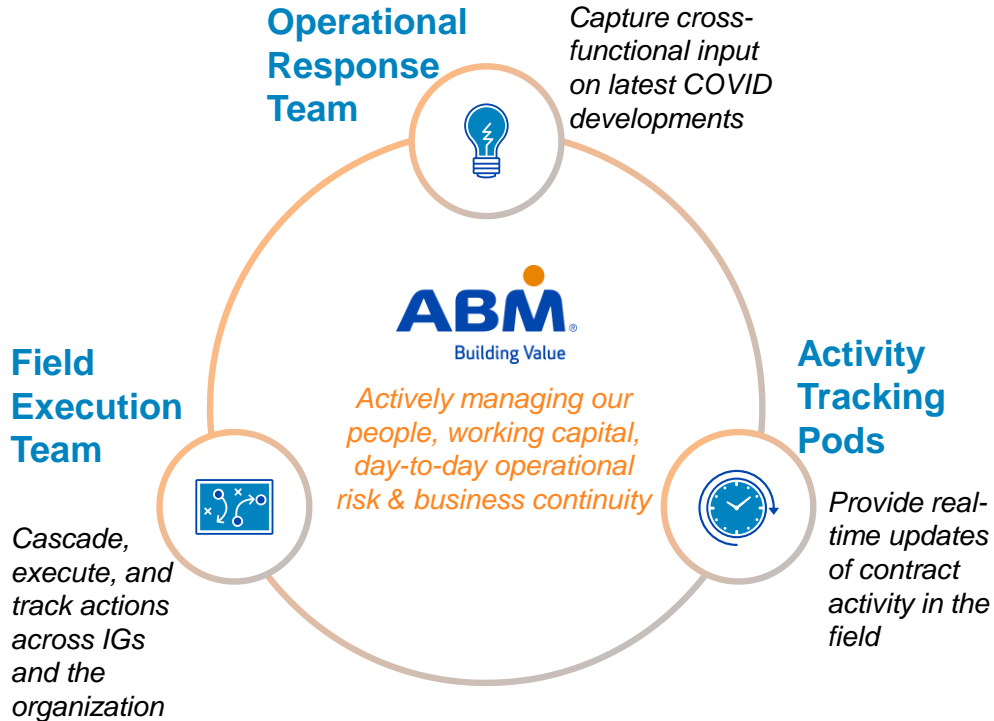 Operational
Response
Team
Capture cross-
functional input
on latest COVID
developments
ABM®
Building Value
Actively managing our
people, working capital,
day-to-day operational
risk & business continuity
Field
Execution
Team
Cascade,
execute, and
track actions
across IGs
and the
organization
Activity
Tracking
Pods
Provide real-
time updates
of contract
activity in the
field